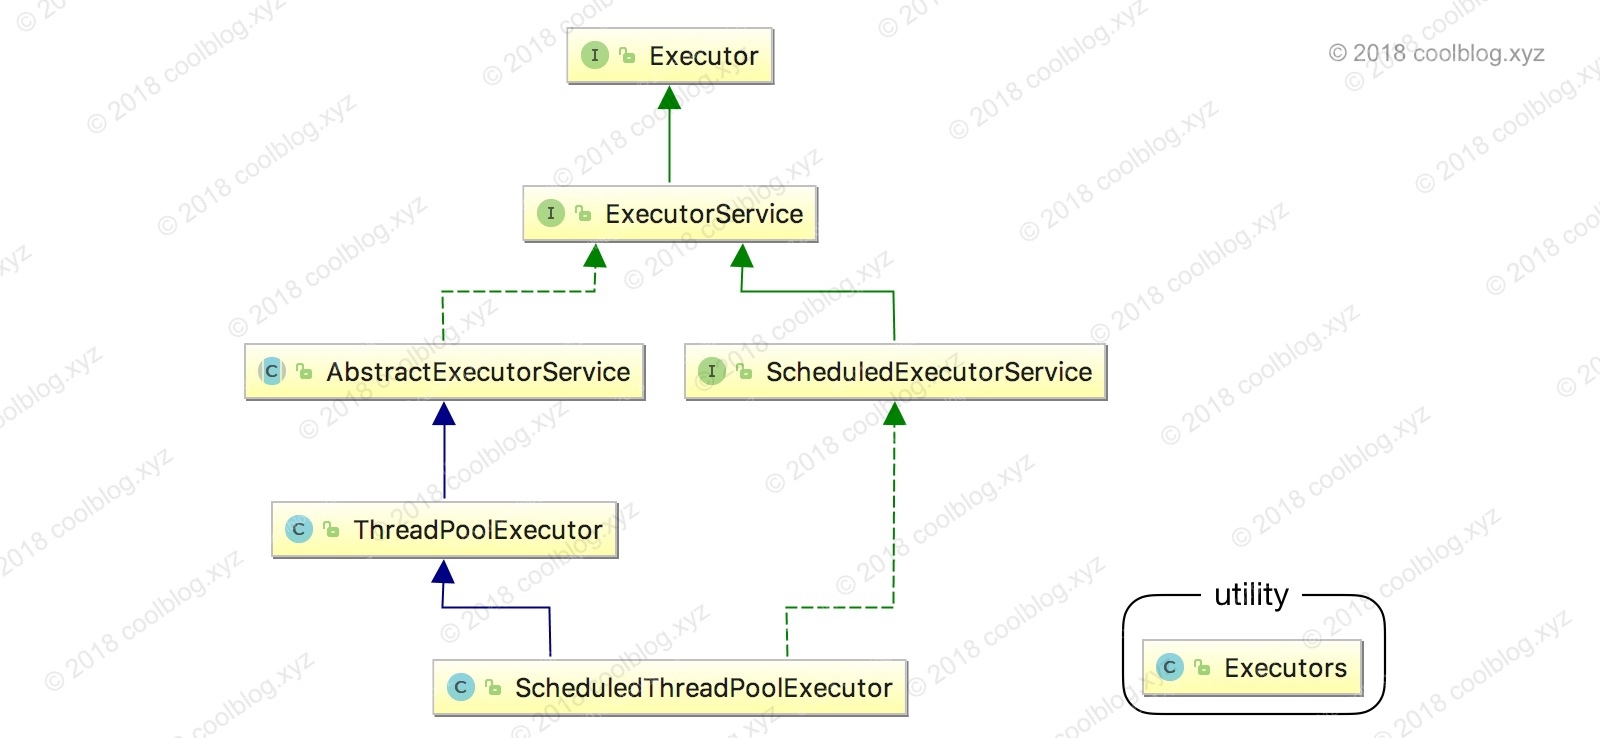 © 2018 coolblog.xyz
I Executor
I ExecutorService
C AbstractExecutorService
I ScheduledExecutorService
C ThreadPoolExecutor
utility
C ScheduledThreadPoolExecutor
C Executors